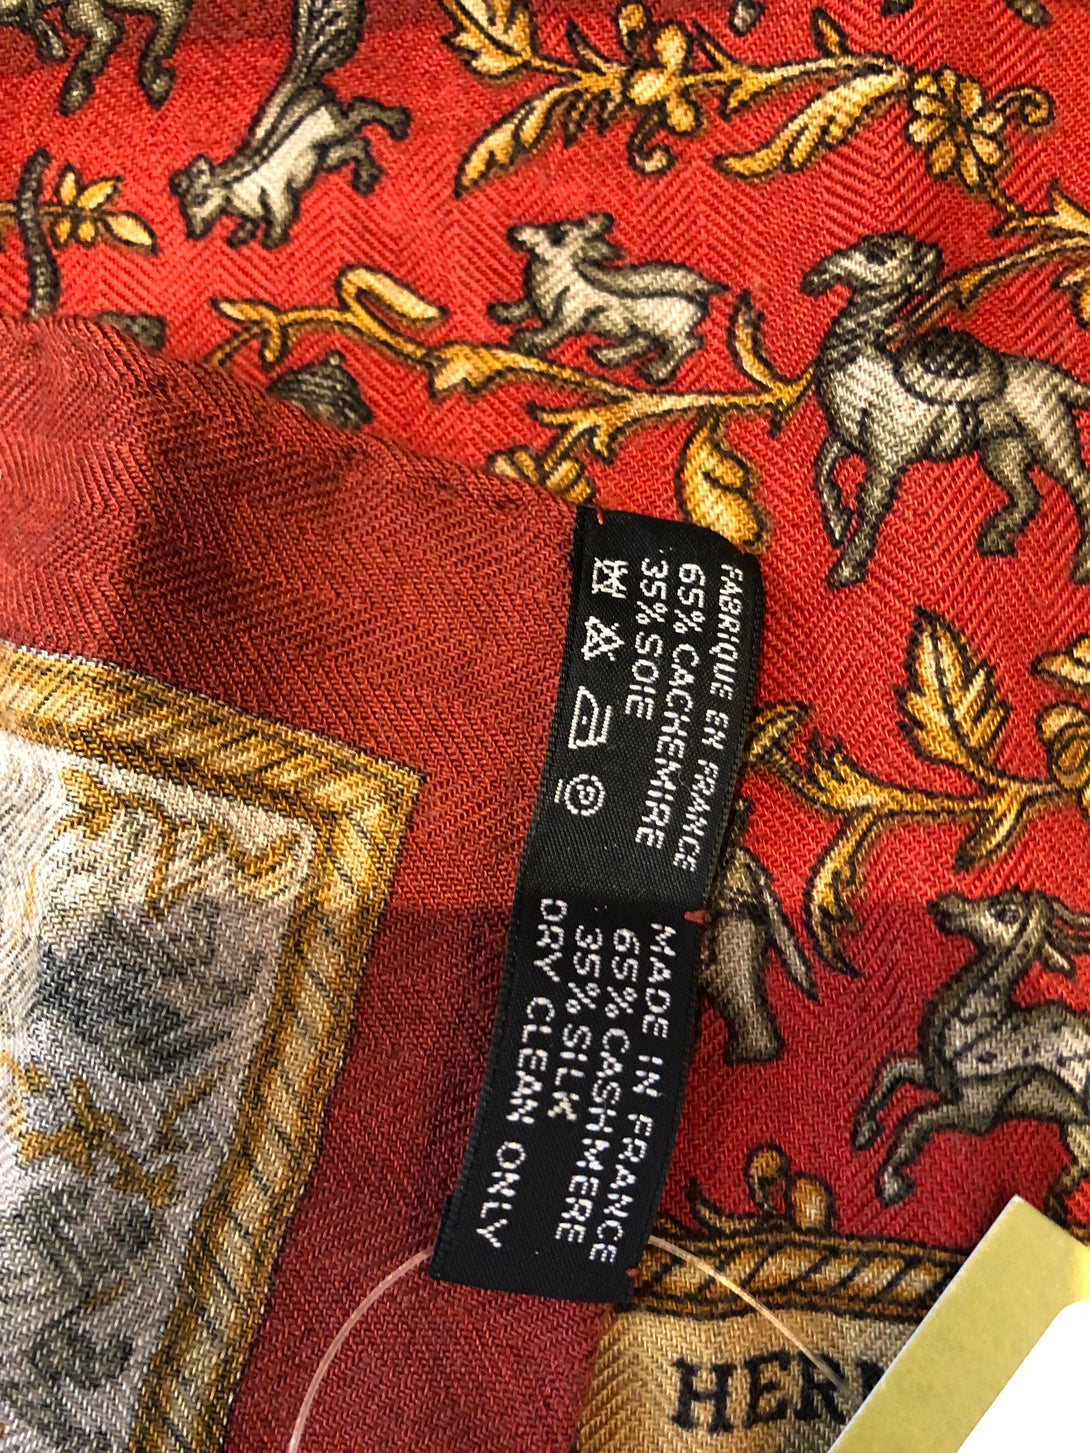 FABRIQUE EN FRANCE
65% CACHEMIRE
35% SOIE
P
MADE IN FRANCE
65% CASHMERE
35% SILK
DRY CLEAN ONLY
HER